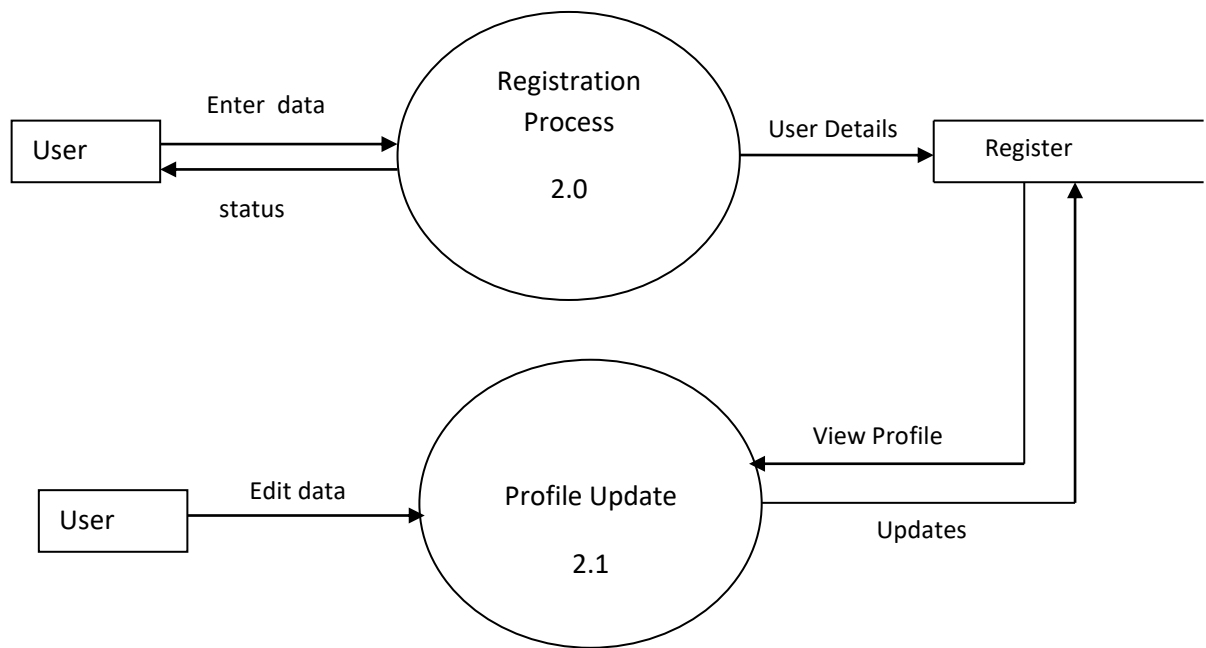 Registration
Process
2.0
Enter data
User Details
User
Register
status
View Profile
Edit data
Profile Update
User
Updates
2.1